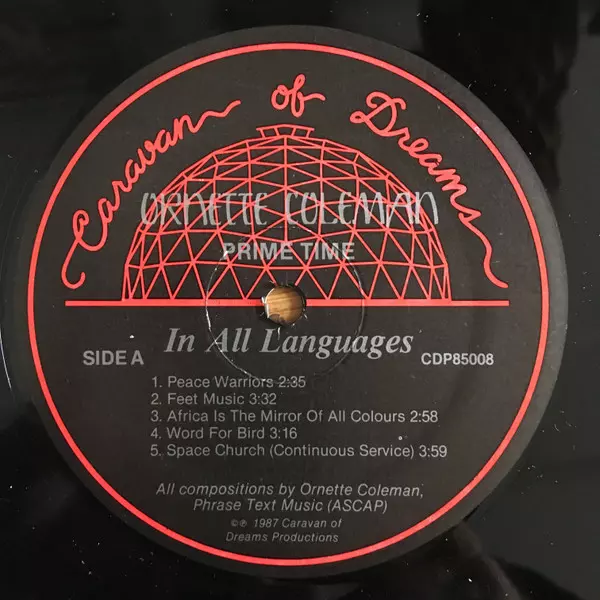 Caravan of Dreams
ORNETTE COLEMAN
PRIME TIME
In All Languages
SIDE A
CDP85008
1. Peace Warriors 2:35
2. Feet Music 3:32
3. Africa Is The Mirror Of All Colours 2:58
4. Word For Bird 3:16
5. Space Church (Continuous Service) 3:59
All compositions by Ornette Coleman,
Phrase Text Music (ASCAP)
©℗ 1987 Caravan of
Dreams Productions